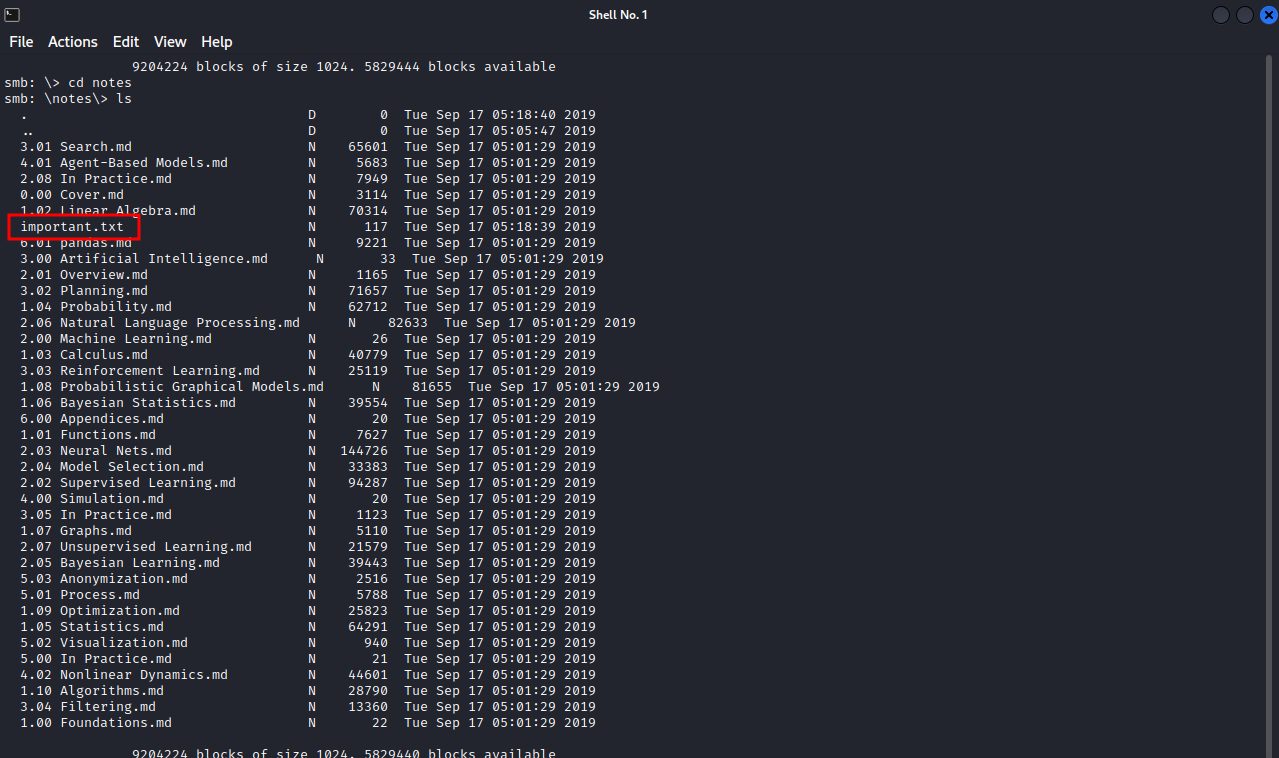 Shell No. 1
File Actions Edit View Help
9204224 blocks of size 1024. 5829444 blocks available
smb: \> cd notes
smb: \notes\> ls
. D 0 Tue Sep 17 05:18:40 2019
.. D 0 Tue Sep 17 05:05:47 2019
3.01 Search.md N 65601 Tue Sep 17 05:01:29 2019
4.01 Agent-Based Models.md N 5683 Tue Sep 17 05:01:29 2019
2.08 In Practice.md N 7949 Tue Sep 17 05:01:29 2019
0.00 Cover.md N 3114 Tue Sep 17 05:01:29 2019
1.02 Linear Algebra.md N 70314 Tue Sep 17 05:01:29 2019
important.txt N 117 Tue Sep 17 05:18:39 2019
6.01 pandas.md N 9221 Tue Sep 17 05:01:29 2019
3.00 Artificial Intelligence.md N 33 Tue Sep 17 05:01:29 2019
2.01 Overview.md N 1165 Tue Sep 17 05:01:29 2019
3.02 Planning.md N 71657 Tue Sep 17 05:01:29 2019
1.04 Probability.md N 62712 Tue Sep 17 05:01:29 2019
2.06 Natural Language Processing.md N 82633 Tue Sep 17 05:01:29 2019
2.00 Machine Learning.md N 26 Tue Sep 17 05:01:29 2019
1.03 Calculus.md N 40779 Tue Sep 17 05:01:29 2019
3.03 Reinforcement Learning.md N 25119 Tue Sep 17 05:01:29 2019
1.08 Probabilistic Graphical Models.md N 81655 Tue Sep 17 05:01:29 2019
1.06 Bayesian Statistics.md N 39554 Tue Sep 17 05:01:29 2019
6.00 Appendices.md N 20 Tue Sep 17 05:01:29 2019
1.01 Functions.md N 7627 Tue Sep 17 05:01:29 2019
2.03 Neural Nets.md N 144726 Tue Sep 17 05:01:29 2019
2.04 Model Selection.md N 33383 Tue Sep 17 05:01:29 2019
2.02 Supervised Learning.md N 94287 Tue Sep 17 05:01:29 2019
4.00 Simulation.md N 20 Tue Sep 17 05:01:29 2019
3.05 In Practice.md N 1123 Tue Sep 17 05:01:29 2019
1.07 Graphs.md N 5110 Tue Sep 17 05:01:29 2019
2.07 Unsupervised Learning.md N 21579 Tue Sep 17 05:01:29 2019
2.05 Bayesian Learning.md N 39443 Tue Sep 17 05:01:29 2019
5.03 Anonymization.md N 2516 Tue Sep 17 05:01:29 2019
5.01 Process.md N 5788 Tue Sep 17 05:01:29 2019
1.09 Optimization.md N 25823 Tue Sep 17 05:01:29 2019
1.05 Statistics.md N 64291 Tue Sep 17 05:01:29 2019
5.02 Visualization.md N 940 Tue Sep 17 05:01:29 2019
5.00 In Practice.md N 21 Tue Sep 17 05:01:29 2019
4.02 Nonlinear Dynamics.md N 44601 Tue Sep 17 05:01:29 2019
1.10 Algorithms.md N 28790 Tue Sep 17 05:01:29 2019
3.04 Filtering.md N 13360 Tue Sep 17 05:01:29 2019
1.00 Foundations.md N 22 Tue Sep 17 05:01:29 2019
9204224 blocks of size 1024. 5829440 blocks available